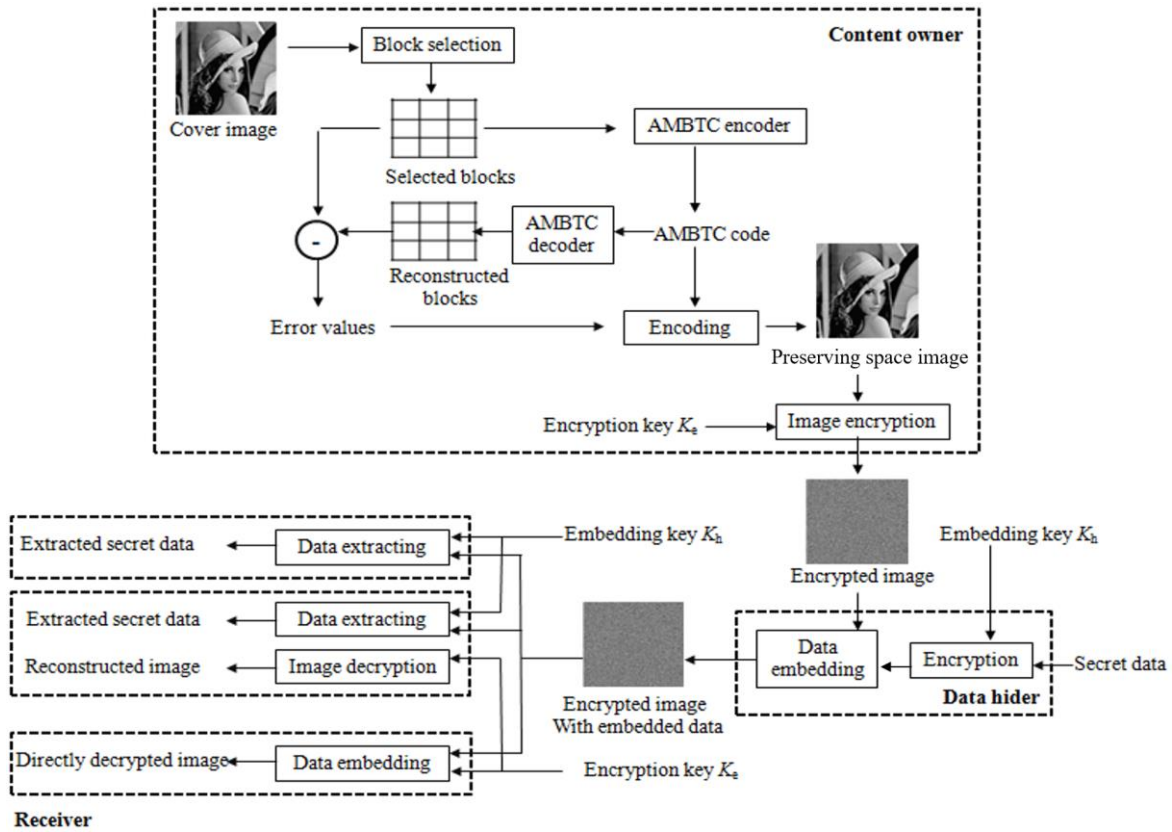 Block selection
Content owner
Cover image
AMBTC encoder
Selected blocks
AMBTC
decoder
AMBTC code
-
Reconstructed
blocks
Error values
Encoding
Preserving space image
Encryption key Ke
Image encryption
Extracted secret data
Data extracting
Embedding key Kh
Embedding key Kh
Encrypted image
Extracted secret data
Data extracting
Reconstructed image
Image decryption
Data
embedding
Encryption
Secret data
Data hider
Encrypted image
With embedded data
Directly decrypted image
Data embedding
Encryption key Ke
Receiver